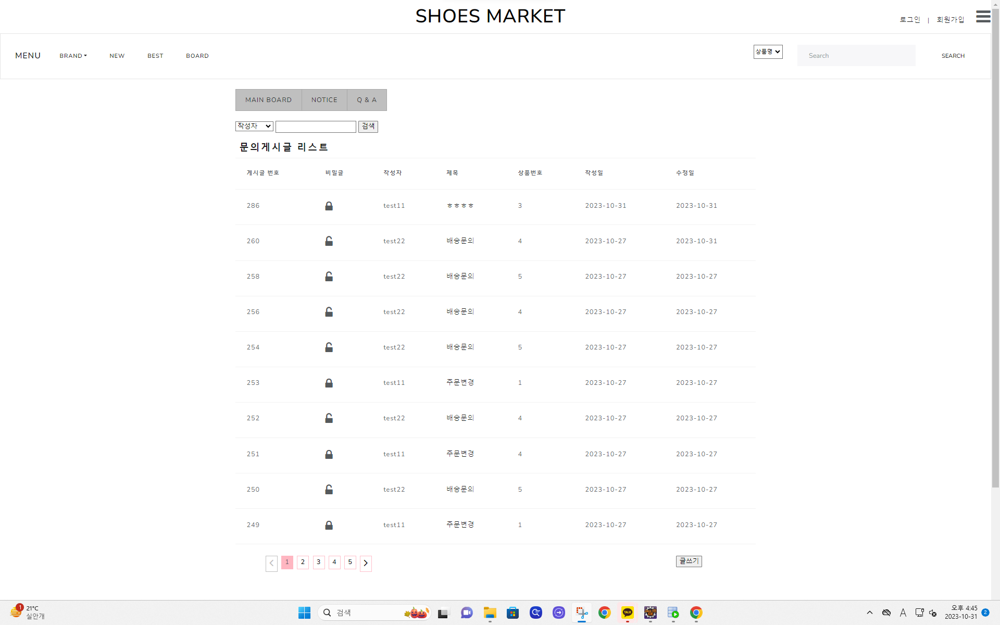 SHOES MARKET
로그인 | 회원가입
MENU BRAND NEW BEST BOARD 상품명 Search SEARCH
MAIN BOARD NOTICE Q & A
작성자 검색
문의게시글 리스트
게시글 번호 비밀글 작성자 제목 상품번호 작성일 수정일
286 test11 ㅎㅎㅎㅎ 3 2023-10-31 2023-10-31
260 test22 배송문의 4 2023-10-27 2023-10-31
258 test22 배송문의 5 2023-10-27 2023-10-27
256 test22 배송문의 4 2023-10-27 2023-10-27
254 test22 배송문의 5 2023-10-27 2023-10-27
253 test11 주문변경 1 2023-10-27 2023-10-27
252 test22 배송문의 4 2023-10-27 2023-10-27
251 test11 주문변경 4 2023-10-27 2023-10-27
250 test22 배송문의 5 2023-10-27 2023-10-27
249 test11 주문변경 1 2023-10-27 2023-10-27
1 2 3 4 5 글쓰기
1 21°C
실안개
검색
TALK
A
오후 4:45
2023-10-31
2